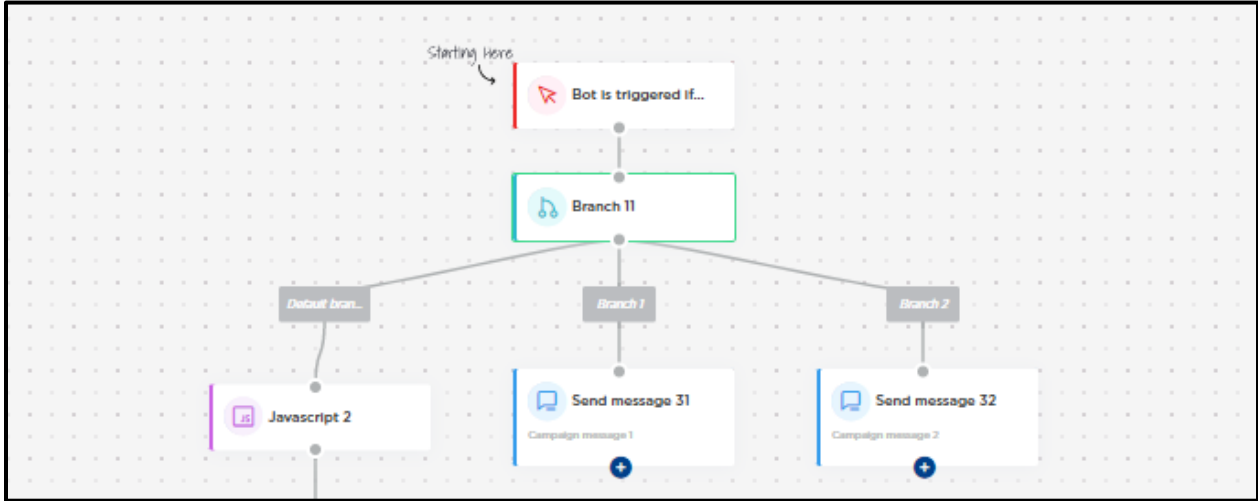 Starting Here
Bot is triggered if...
Branch 11
Default bran...
Branch 1
Branch 2
Send message 31
Send message 32
JS
Javascript 2
Campaign message 1
Campaign message 2